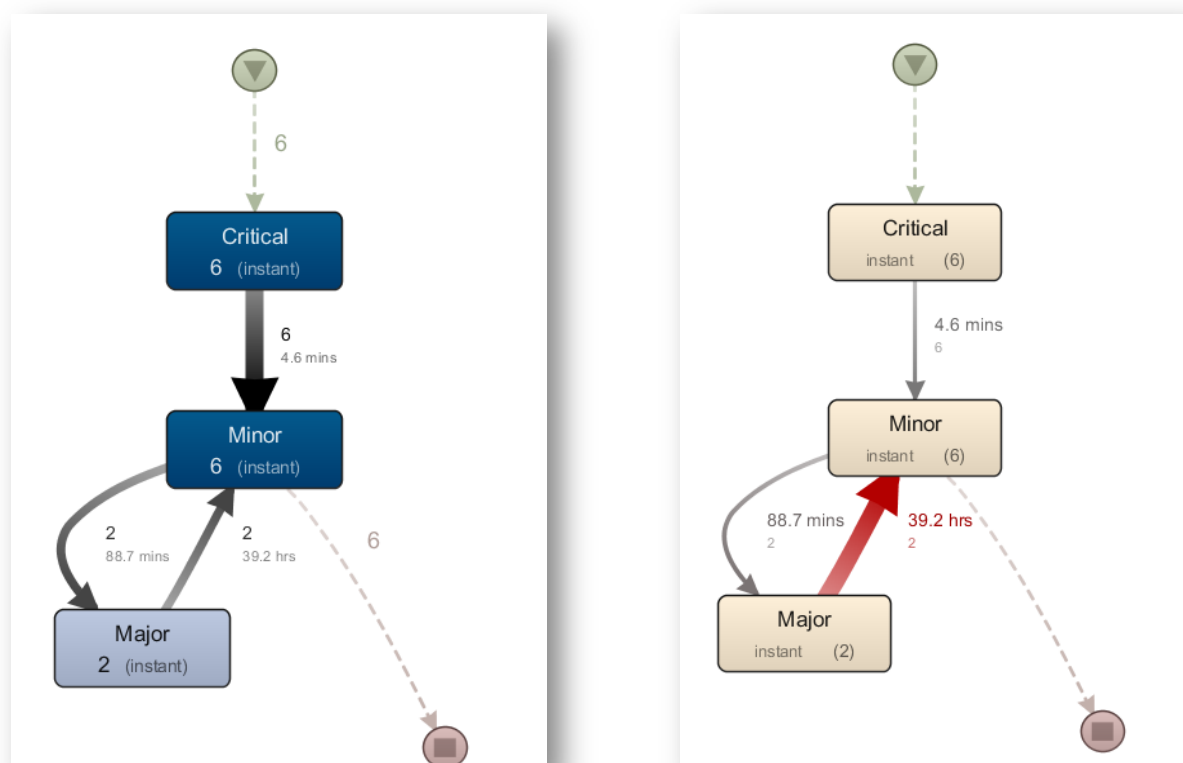 6
Critical
6 (instant)
6
4.6 mins
Minor
6 (instant)
2
88.7 mins
2
39.2 hrs
6
Major
2 (instant)
Critical
instant (6)
4.6 mins
6
Minor
instant (6)
88.7 mins
2
39.2 hrs
2
Major
instant (2)